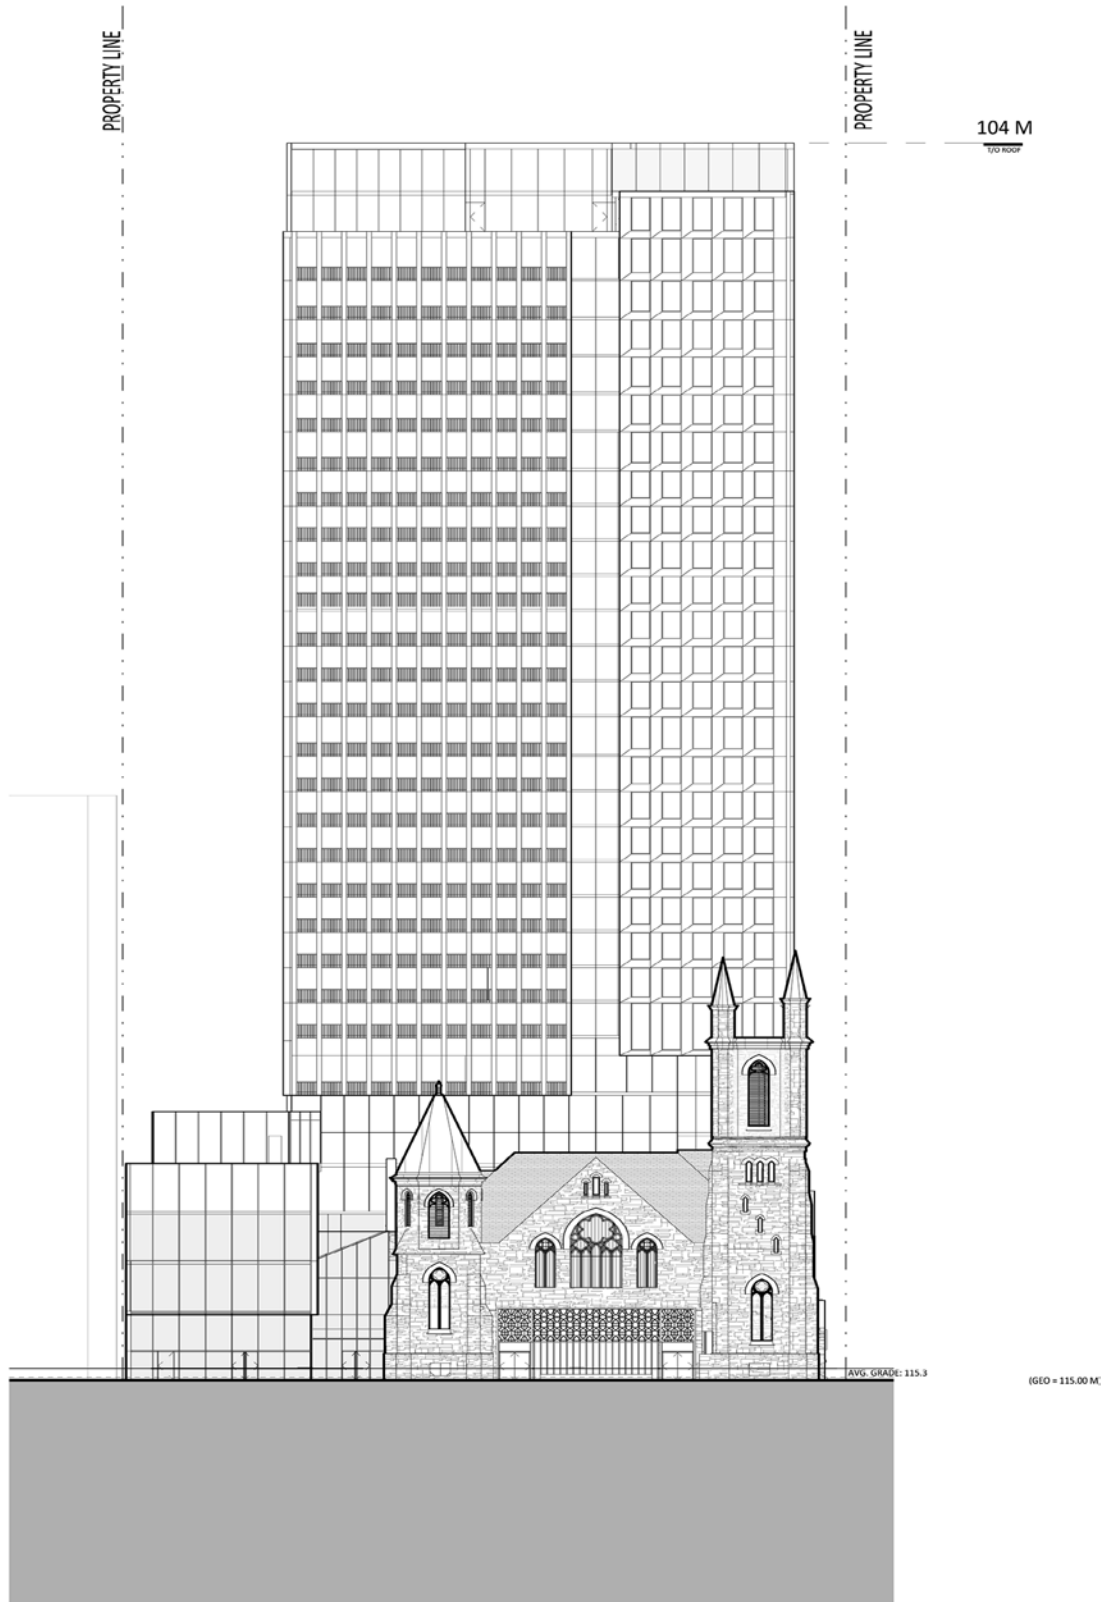 PROPERTY LINE
PROPERTY LINE
104 M
T/O ROOF
AVG. GRADE: 115.3
(GEO = 115.00 M)